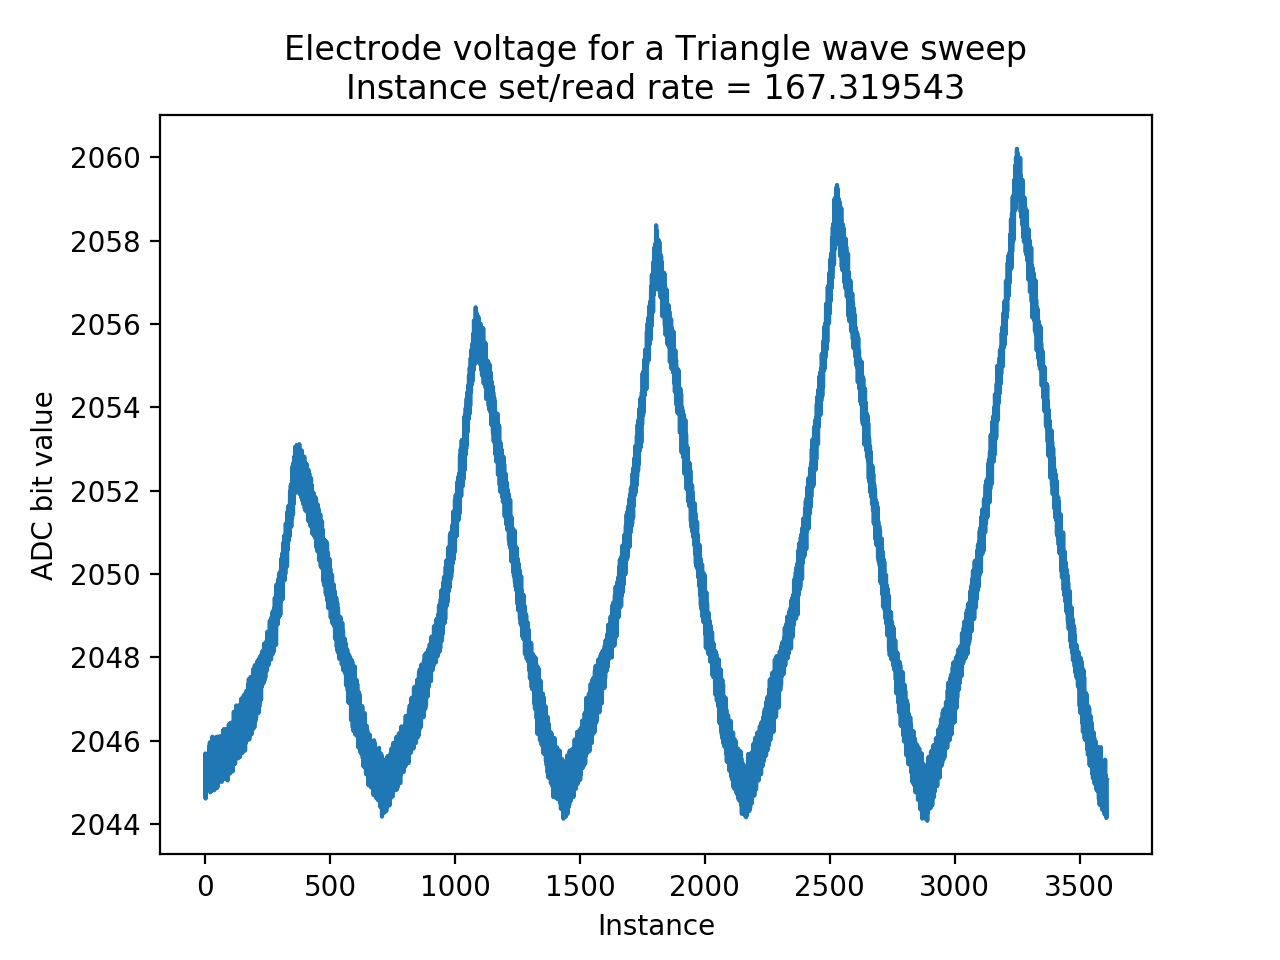 Electrode voltage for a Triangle wave sweep
Instance set/read rate = 167.319543
2060
2058
2056
2054
2052
2050
2048
2046
2044
ADC bit value
0 500 1000 1500 2000 2500 3000 3500
Instance